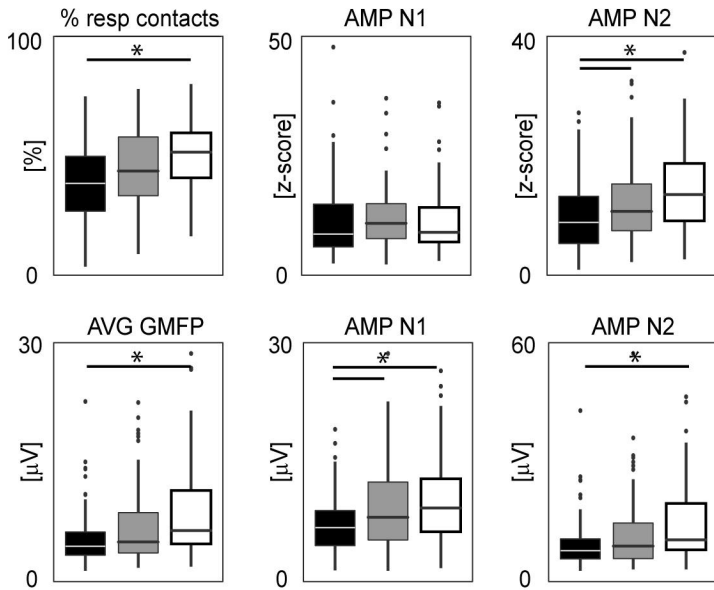 % resp contacts
AMP N1
AMP N2
100
[%]
0
*
50
[z-score]
0
40
[z-score]
0
*
AVG GMFP
AMP N1
AMP N2
30
[μV]
0
*
30
[μV]
0
*
60
[μV]
0
*